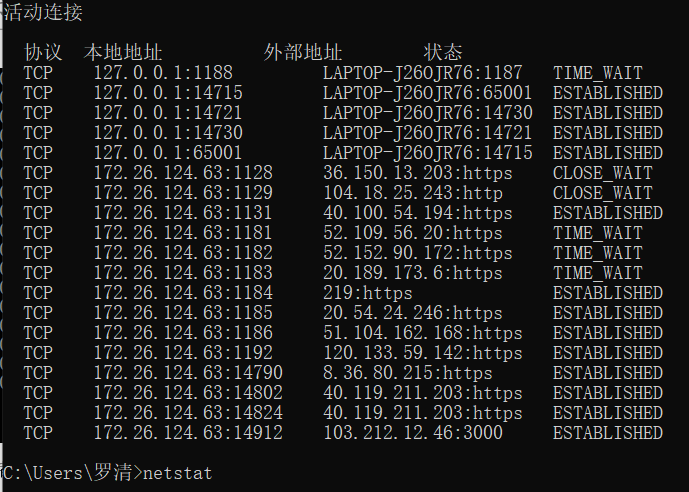 活动连接
协议 本地地址 外部地址 状态
TCP 127.0.0.1:1188 LAPTOP-J26OJR76:1187 TIME_WAIT
TCP 127.0.0.1:14715 LAPTOP-J26OJR76:65001 ESTABLISHED
TCP 127.0.0.1:14721 LAPTOP-J26OJR76:14730 ESTABLISHED
TCP 127.0.0.1:14730 LAPTOP-J26OJR76:14721 ESTABLISHED
TCP 127.0.0.1:65001 LAPTOP-J26OJR76:14715 ESTABLISHED
TCP 172.26.124.63:1128 36.150.13.203:https CLOSE_WAIT
TCP 172.26.124.63:1129 104.18.25.243:http CLOSE_WAIT
TCP 172.26.124.63:1131 40.100.54.194:https ESTABLISHED
TCP 172.26.124.63:1181 52.109.56.20:https TIME_WAIT
TCP 172.26.124.63:1182 52.152.90.172:https TIME_WAIT
TCP 172.26.124.63:1183 20.189.173.6:https TIME_WAIT
TCP 172.26.124.63:1184 219:https ESTABLISHED
TCP 172.26.124.63:1185 20.54.24.246:https ESTABLISHED
TCP 172.26.124.63:1186 51.104.162.168:https ESTABLISHED
TCP 172.26.124.63:1192 120.133.59.142:https ESTABLISHED
TCP 172.26.124.63:14790 8.36.80.215:https ESTABLISHED
TCP 172.26.124.63:14802 40.119.211.203:https ESTABLISHED
TCP 172.26.124.63:14824 40.119.211.203:https ESTABLISHED
TCP 172.26.124.63:14912 103.212.12.46:3000 ESTABLISHED
C:\Users\罗清>netstat